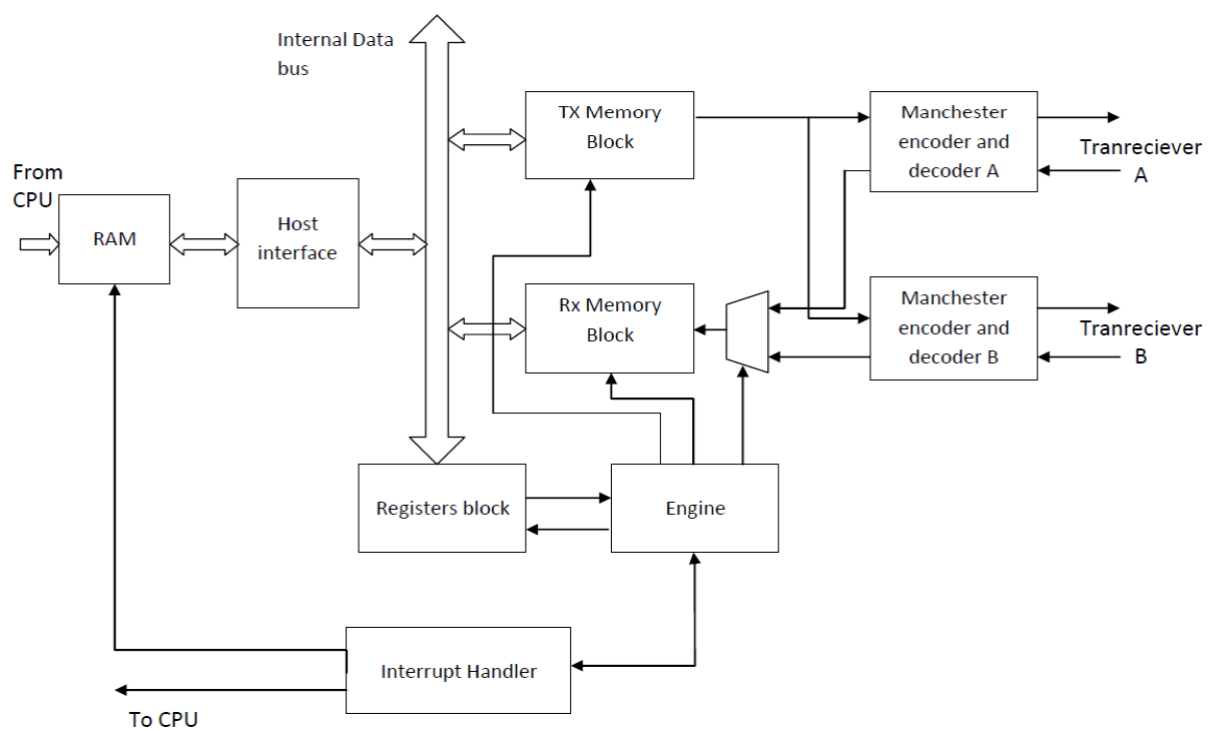 Internal Data
bus
TX Memory
Block
Manchester
encoder and
decoder A
Tranreciever
A
From
CPU
RAM
Host
interface
Rx Memory
Block
Manchester
encoder and
decoder B
Tranreciever
B
Registers block
Engine
Interrupt Handler
To CPU